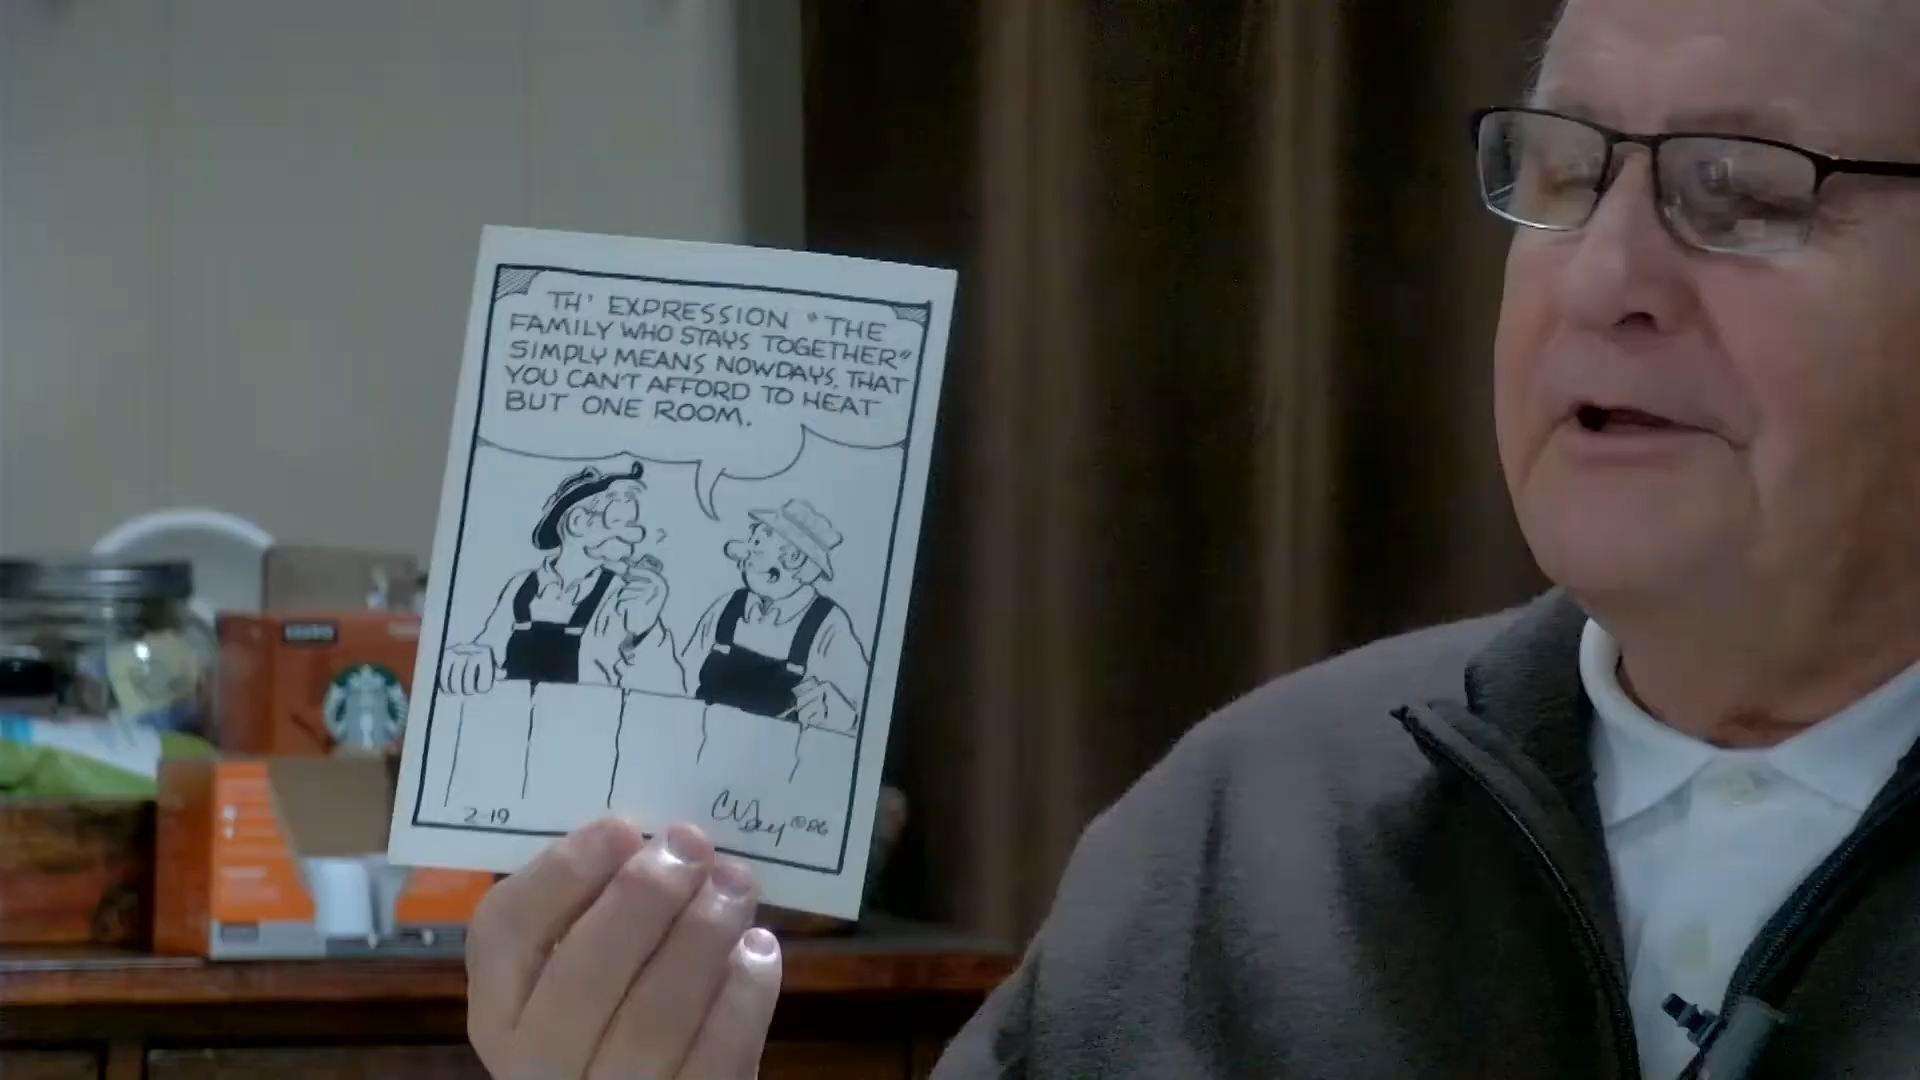 TH' EXPRESSION "THE
FAMILY WHO STAYS TOGETHER"
SIMPLY MEANS NOWDAYS, THAT
YOU CAN'T AFFORD TO HEAT
BUT ONE ROOM.
?
2-19
©86